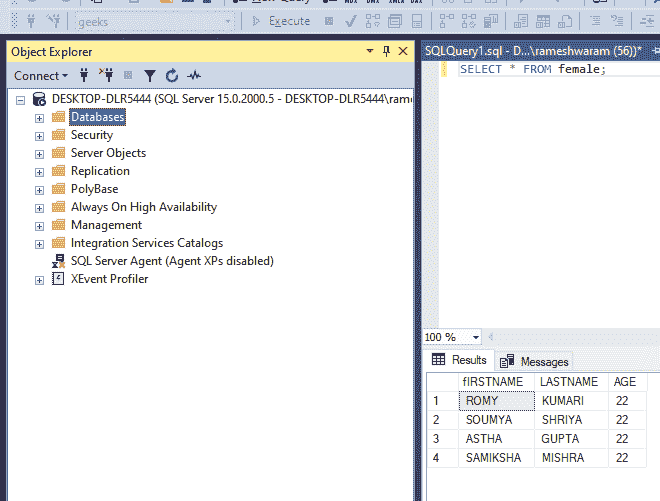 geeks
Execute
Object Explorer
Connect
DESKTOP-DLR5444 (SQL Server 15.0.2000.5 - DESKTOP-DLR5444\rame
Databases
Security
Server Objects
Replication
PolyBase
Always On High Availability
Management
Integration Services Catalogs
SQL Server Agent (Agent XPs disabled)
XEvent Profiler
SQLQuery1.sql - D...\rameshwaram (56))*
SELECT * FROM female;
100 %
Results Messages
fIRSTNAME LASTNAME AGE
1 ROMY KUMARI 22
2 SOUMYA SHRIYA 22
3 ASTHA GUPTA 22
4 SAMIKSHA MISHRA 22